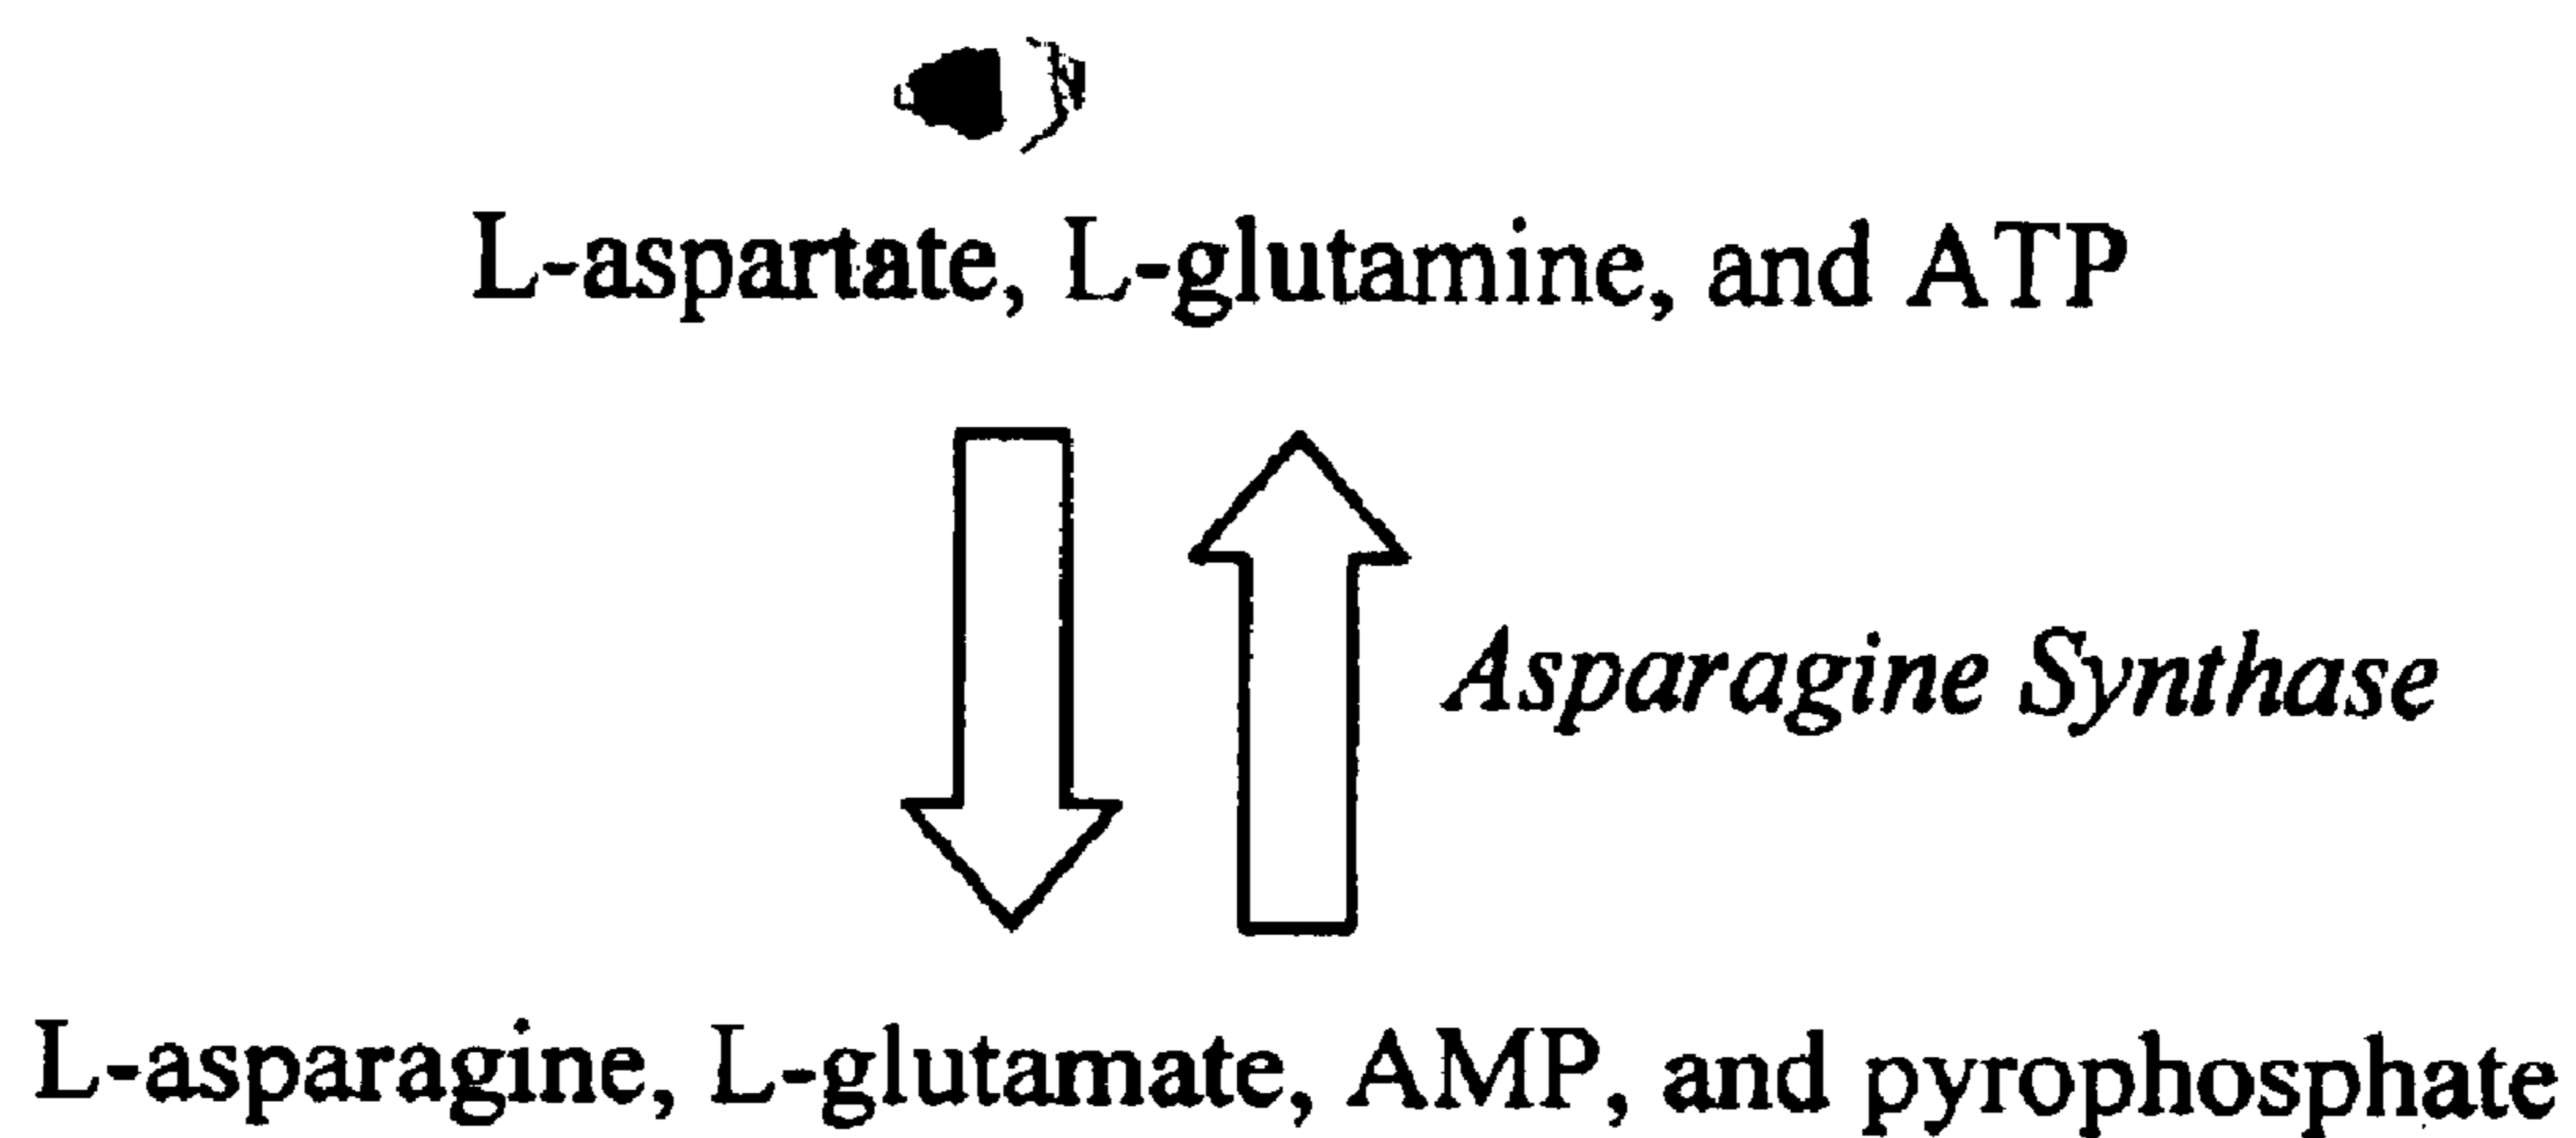 L-aspartate, L-glutamine, and ATP
Asparagine Synthase
L-asparagine, L-glutamate, AMP, and pyrophosphate